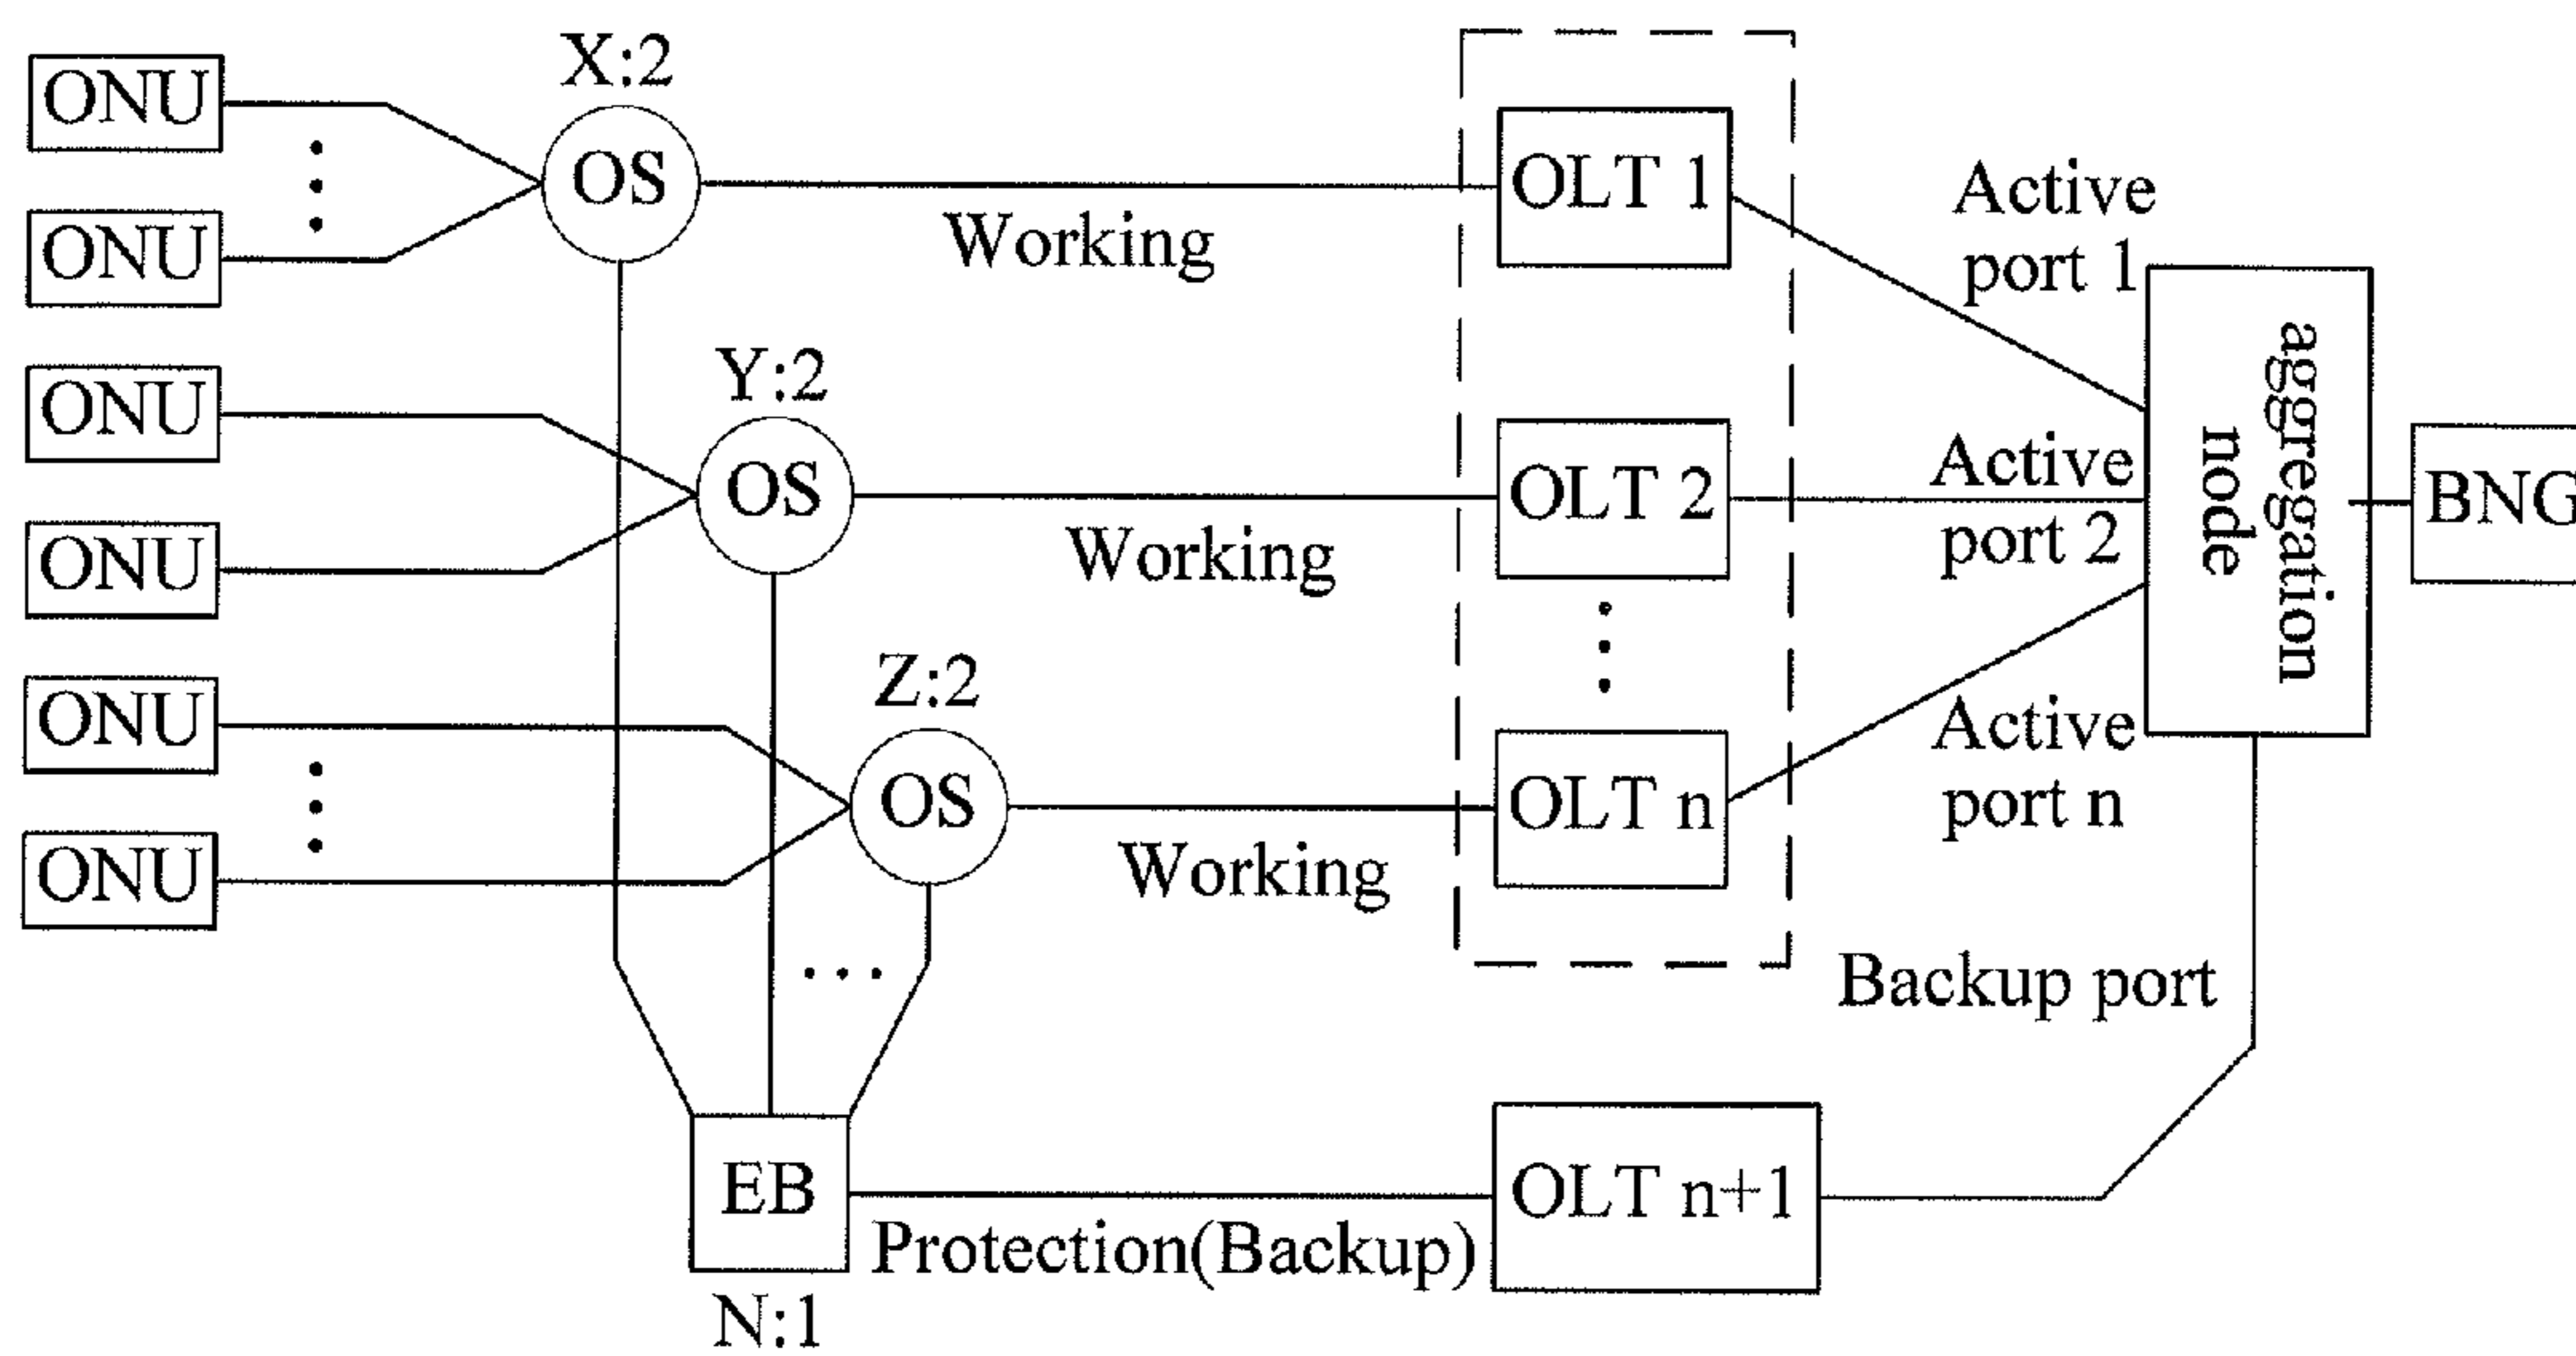 X:2
ONU
OS
OLT 1
Active
port 1
ONU
Working
aggregation
node
Y:2
ONU
OS
OLT 2
Active
port 2
BNG
ONU
Working
Z:2
ONU
OS
OLT n
Active
port n
ONU
Working
Backup port
EB
OLT n+1
Protection(Backup)
N:1